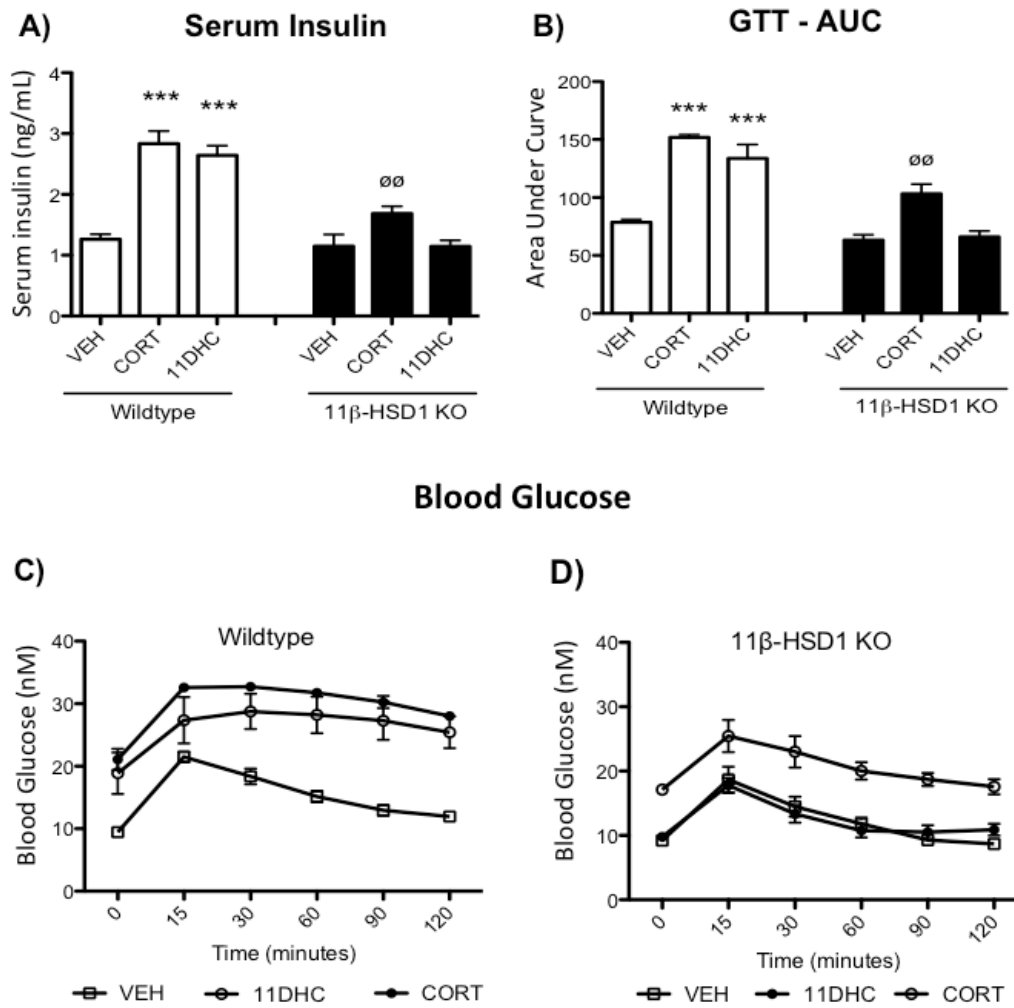 A) Serum Insulin
Serum insulin (ng/mL)
4
3
2
1
0
*** ***
øø
VEH CORT 11DHC VEH CORT 11DHC
Wildtype 11β-HSD1 KO
B) GTT - AUC
Area Under Curve
200
150
100
50
0
*** ***
øø
VEH CORT 11DHC VEH CORT 11DHC
Wildtype 11β-HSD1 KO
Blood Glucose
C)
Wildtype
Blood Glucose (nM)
40
30
20
10
0
0 15 30 60 90 120
Time (minutes)
VEH 11DHC CORT
D)
11β-HSD1 KO
Blood Glucose (nM)
40
30
20
10
0
0 15 30 60 90 120
Time (minutes)
VEH 11DHC CORT